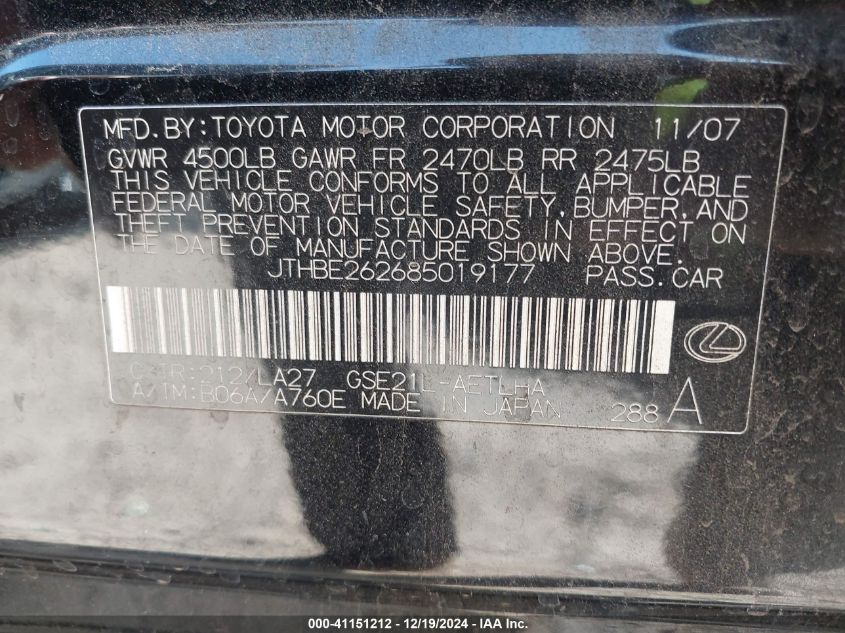 MFD.BY:TOYOTA MOTOR CORPORATION 11/07
GVWR 4500LB GAWR FR 2470LB RR 2475LB
THIS VEHICLE CONFORMS TO ALL APPLICABLE
FEDERAL MOTOR VEHICLE SAFETY,BUMPER,AND
THEFT PREVENTION STANDARDS IN EFFECT ON
THE DATE OF MANUFACTURE SHOWN ABOVE.
JTHBE262685019177 PASS.CAR
C/TR:212/LA27 GSE21L-AETLHA
A/TM:B06A/A760E MADE IN JAPAN 288 A
000-41151212 - 12/19/2024 - IAA Inc.